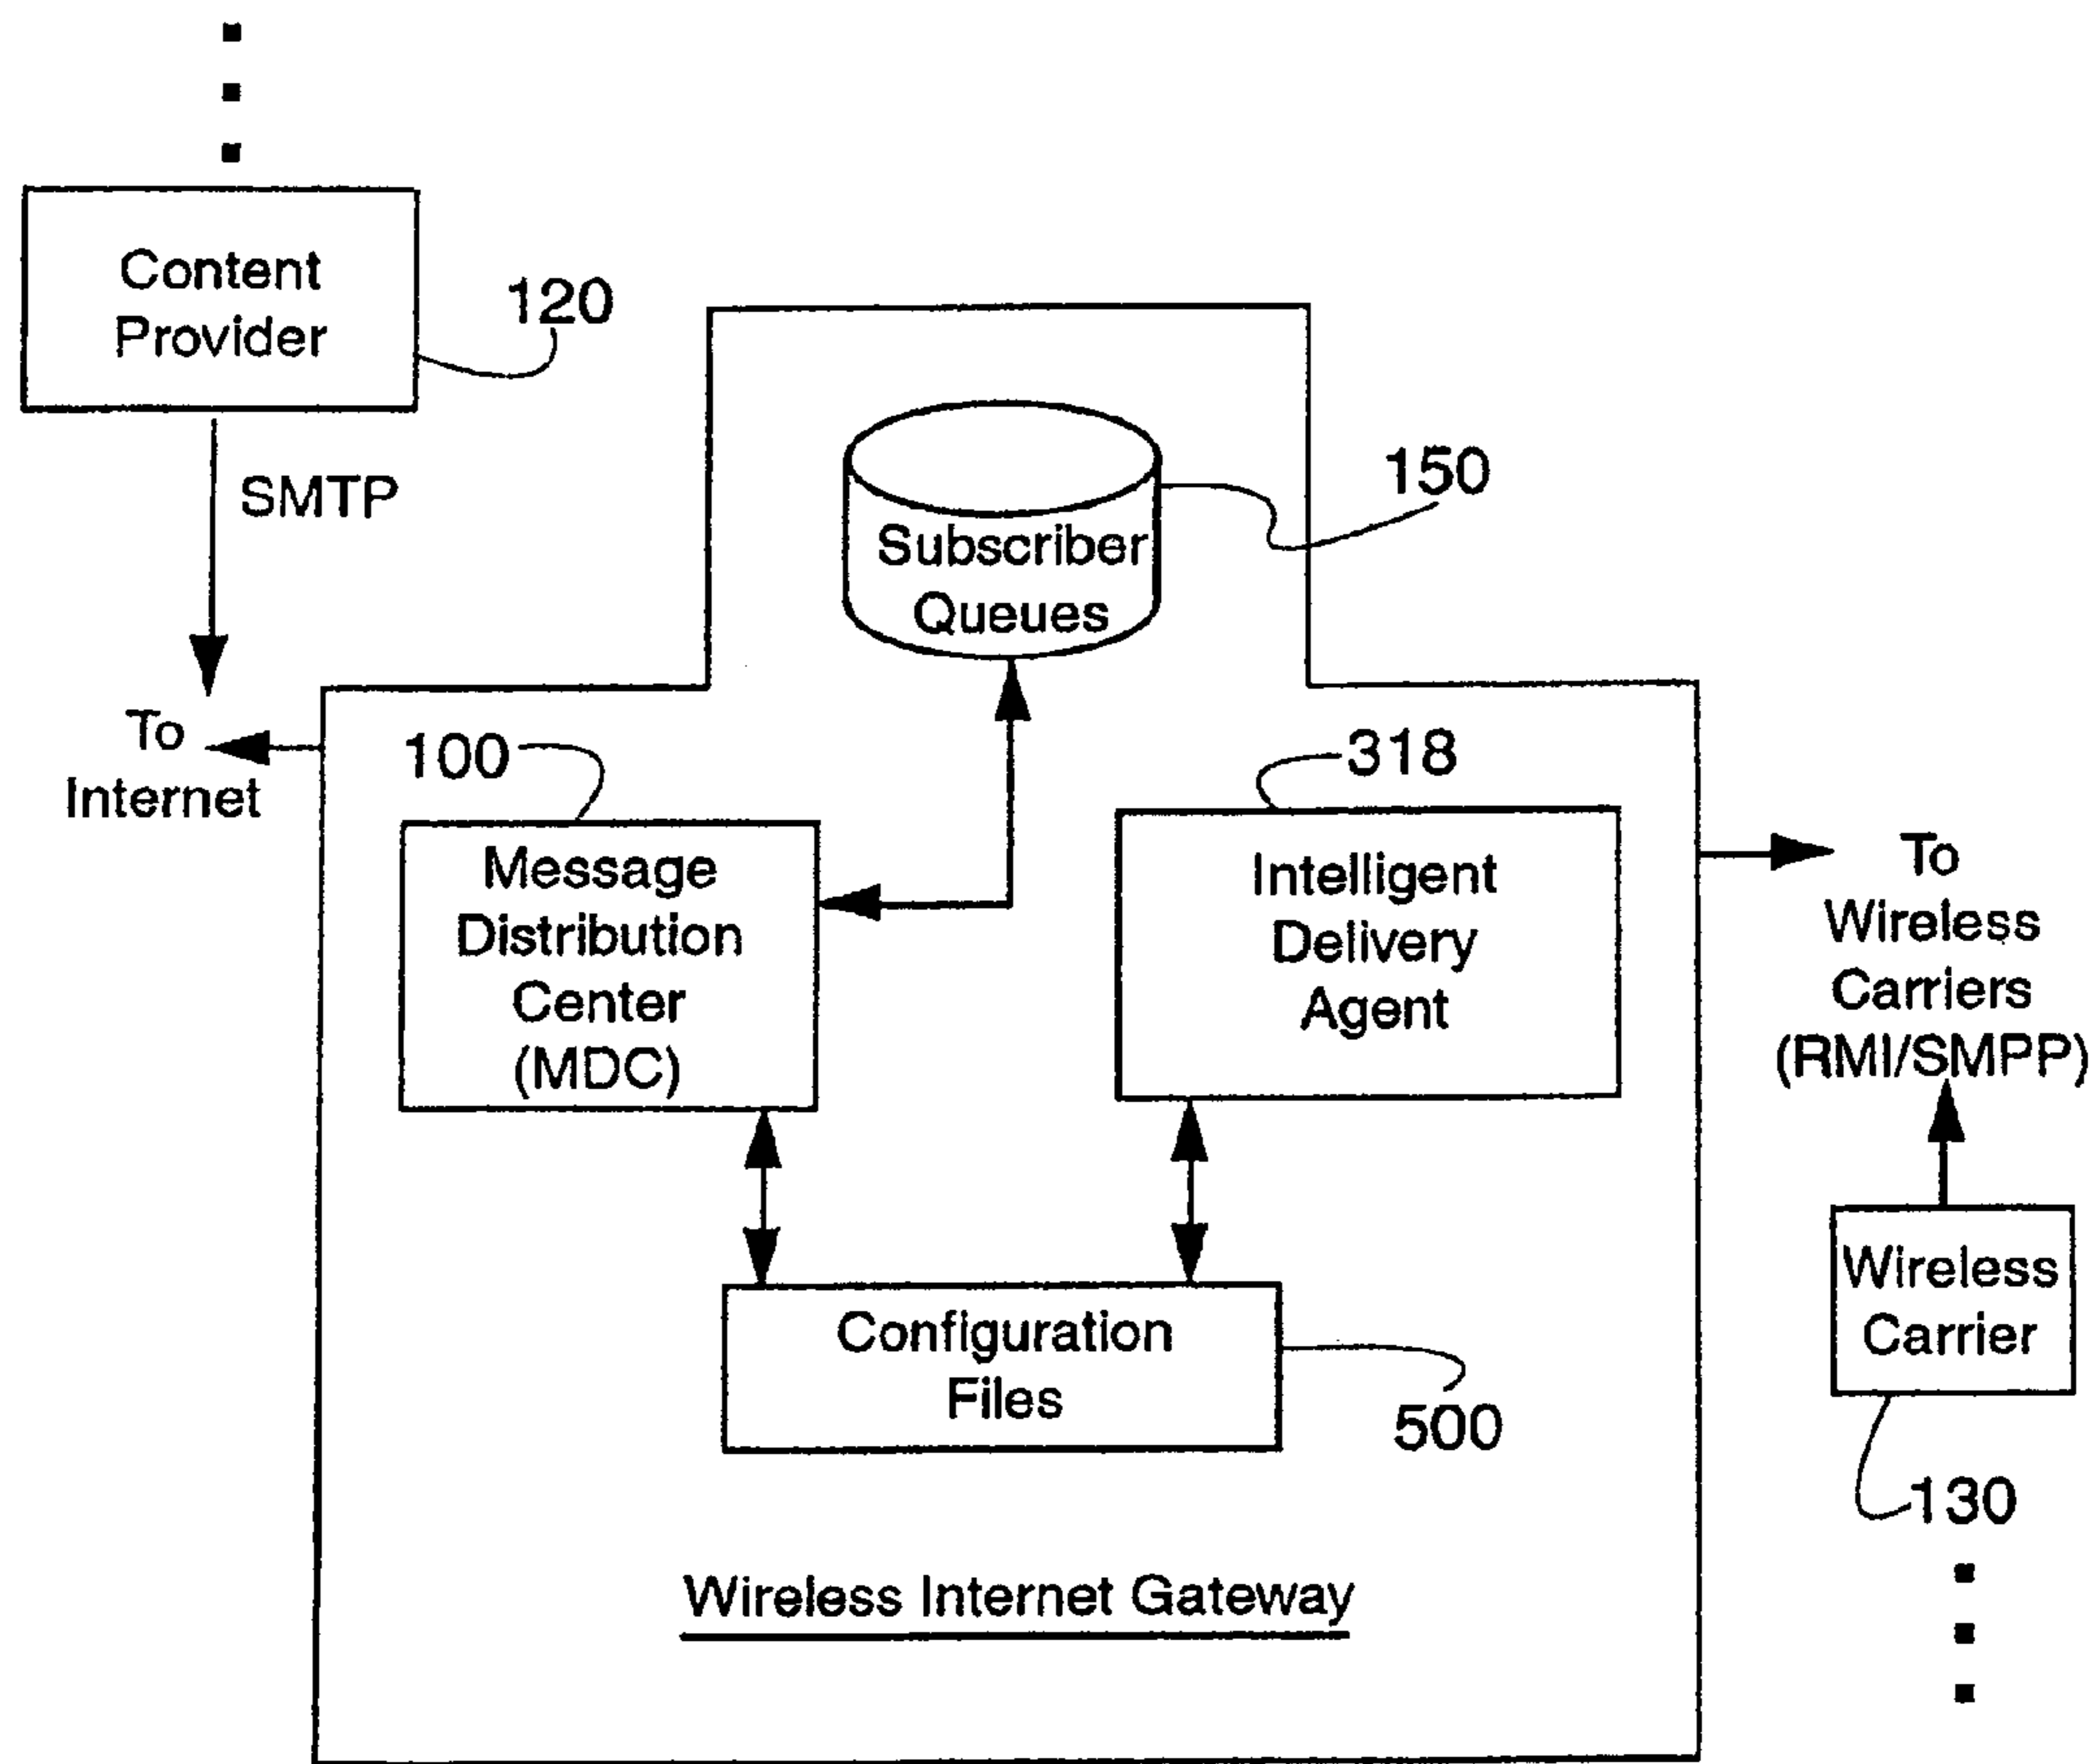 Content
Provider
120
SMTP
To
Internet
Subscriber
Queues
150
100
Message
Distribution
Center
(MDC)
318
Intelligent
Delivery
Agent
To
Wireless
Carriers
(RMI/SMPP)
Wireless
Carrier
130
Configuration
Files
500
Wireless Internet Gateway